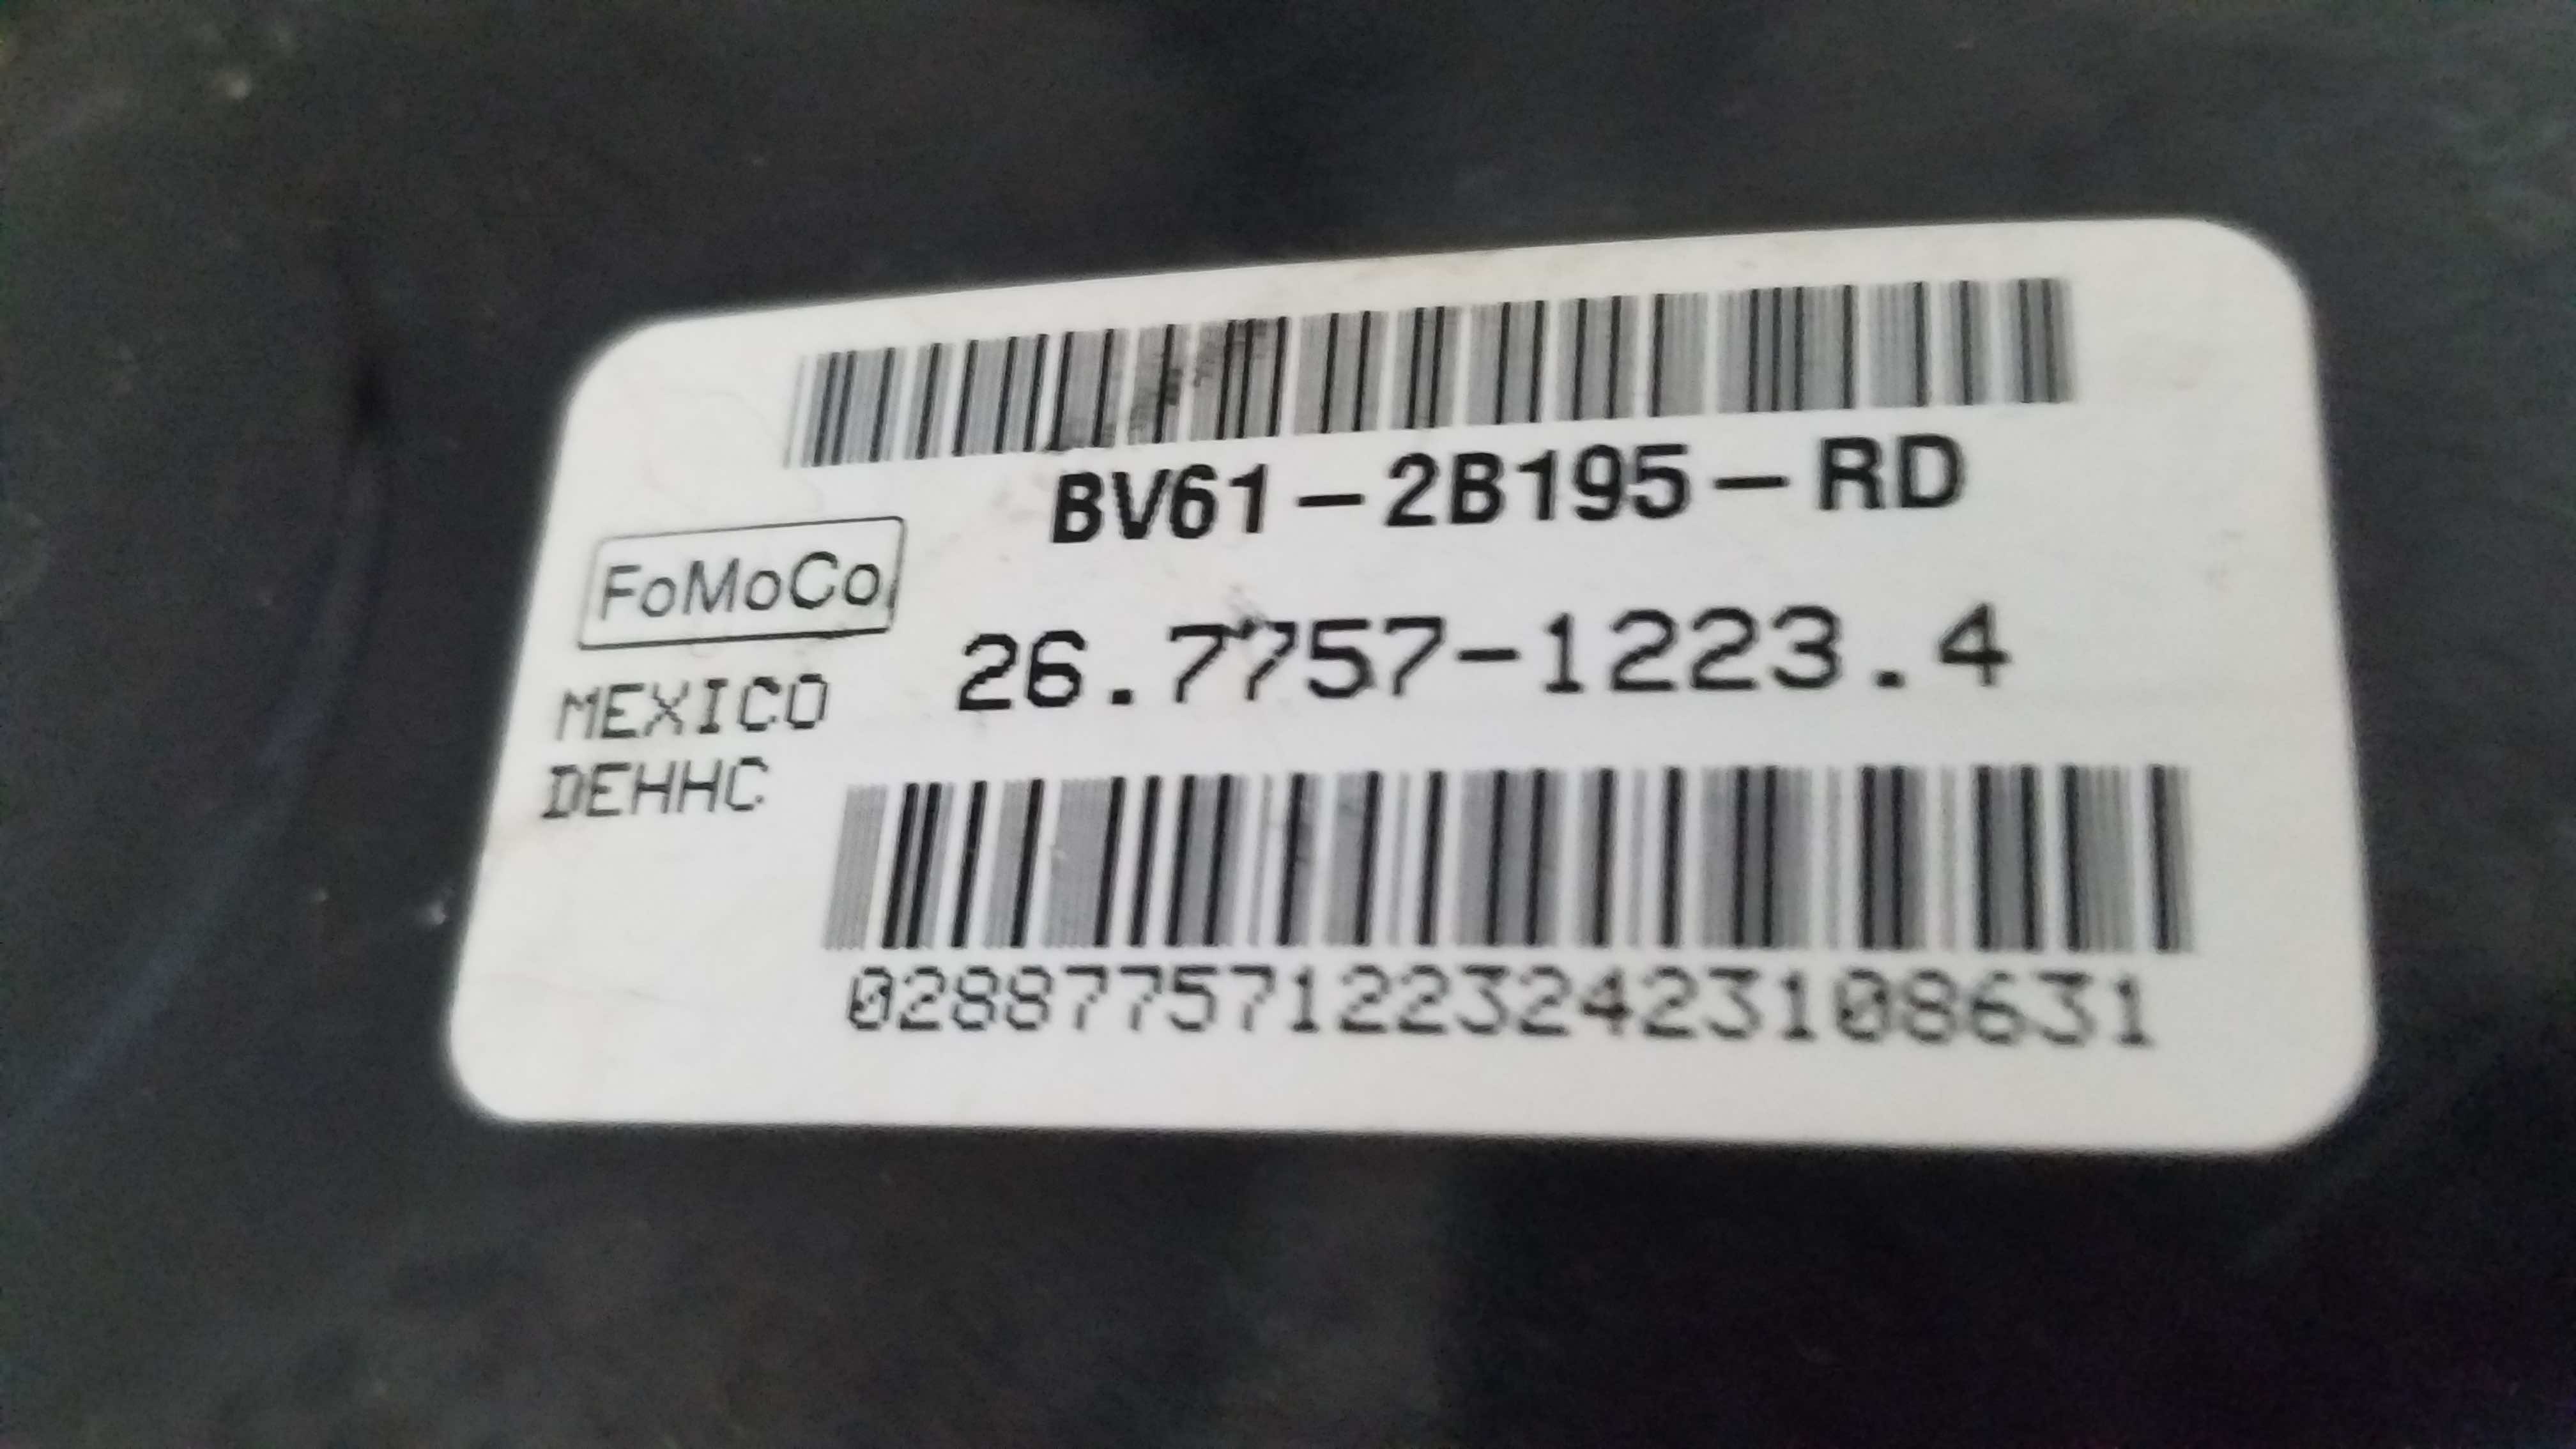 BV61-2B195-RD
FoMoCo
26.7757-1223.4
MEXICO
DEHHC
0288775712232423108631